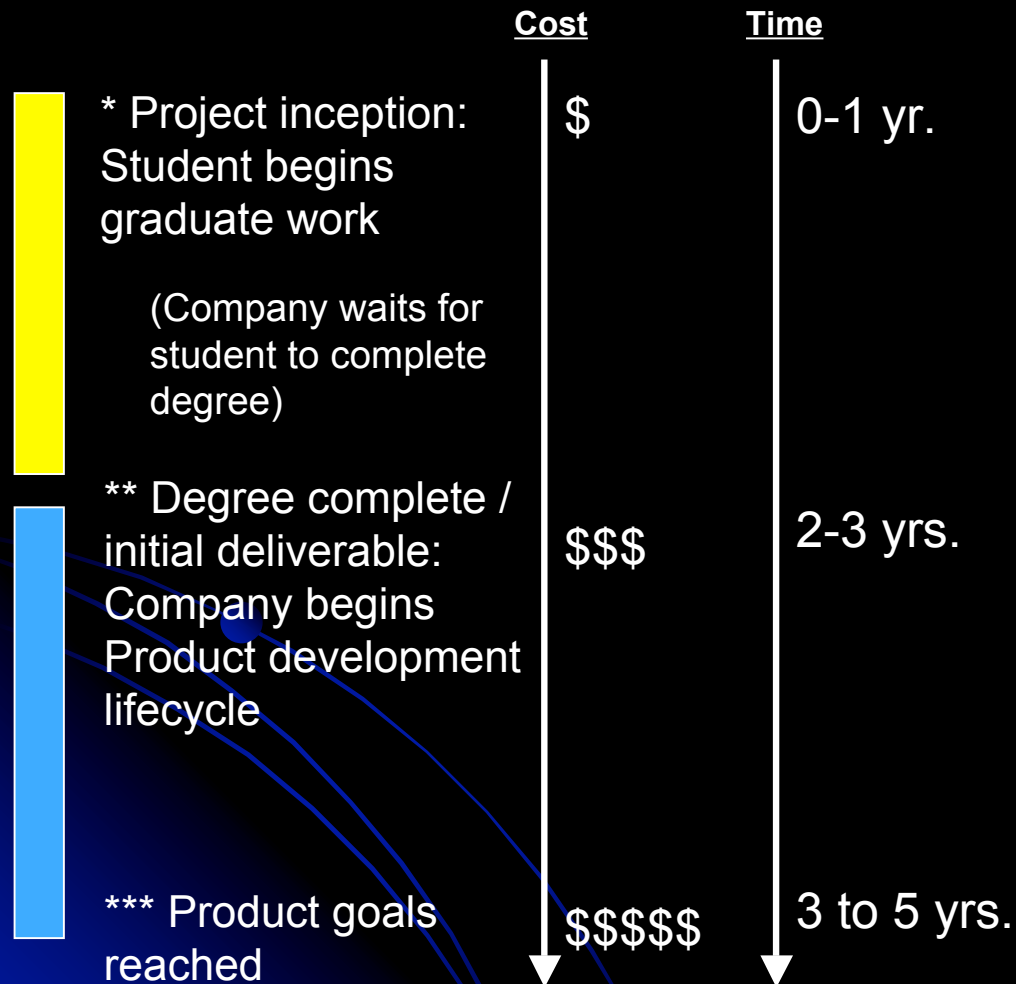 Cost Time
* Project inception: $ 0-1 yr.
Student begins
graduate work
(Company waits for
student to complete
degree)
** Degree complete / 
initial deliverable: $$$ 2-3 yrs.
Company begins
Product development
lifecycle
*** Product goals $$$$$ 3 to 5 yrs.
reached